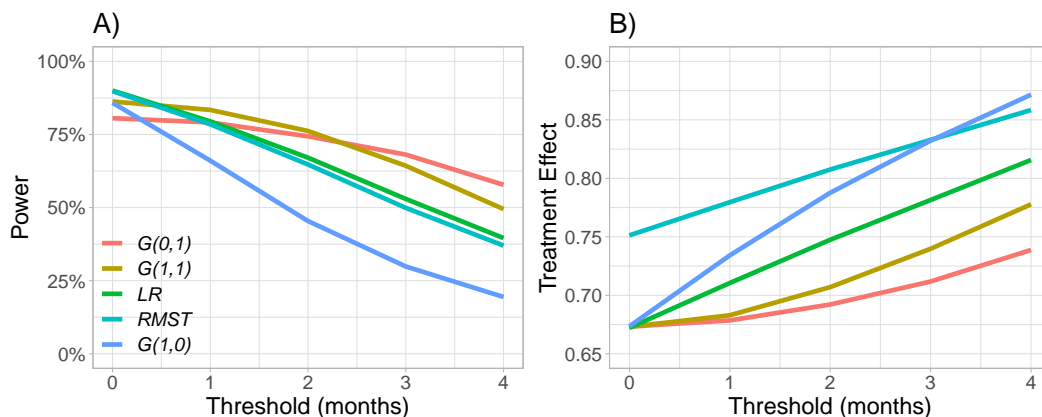 A)
Power
100%
75%
50%
25%
0%
G(0,1)
G(1,1)
LR
RMST
G(1,0)
0 1 2 3 4
Threshold (months)
B)
Treatment Effect
0.90
0.85
0.80
0.75
0.70
0.65
0 1 2 3 4
Threshold (months)